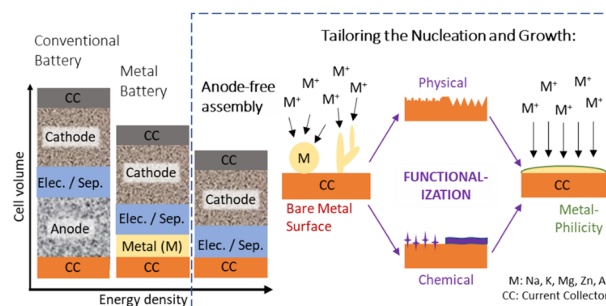 Conventional
Battery
Metal
Battery
Anode-free
assembly
Tailoring the Nucleation and Growth:
Cell volume
Energy density
CC
Cathode
Elec. / Sep.
Anode
CC
CC
Cathode
Elec. / Sep.
Metal (M)
CC
CC
Cathode
Elec. / Sep.
CC
M⁺
M⁺ M⁺
M⁺ M⁺
M
CC
Bare Metal
Surface
Physical
FUNCTIONAL-
IZATION
Chemical
M⁺ M⁺
M⁺ M⁺
CC
Metal-
Philicity
M: Na, K, Mg, Zn, A
CC: Current Collector